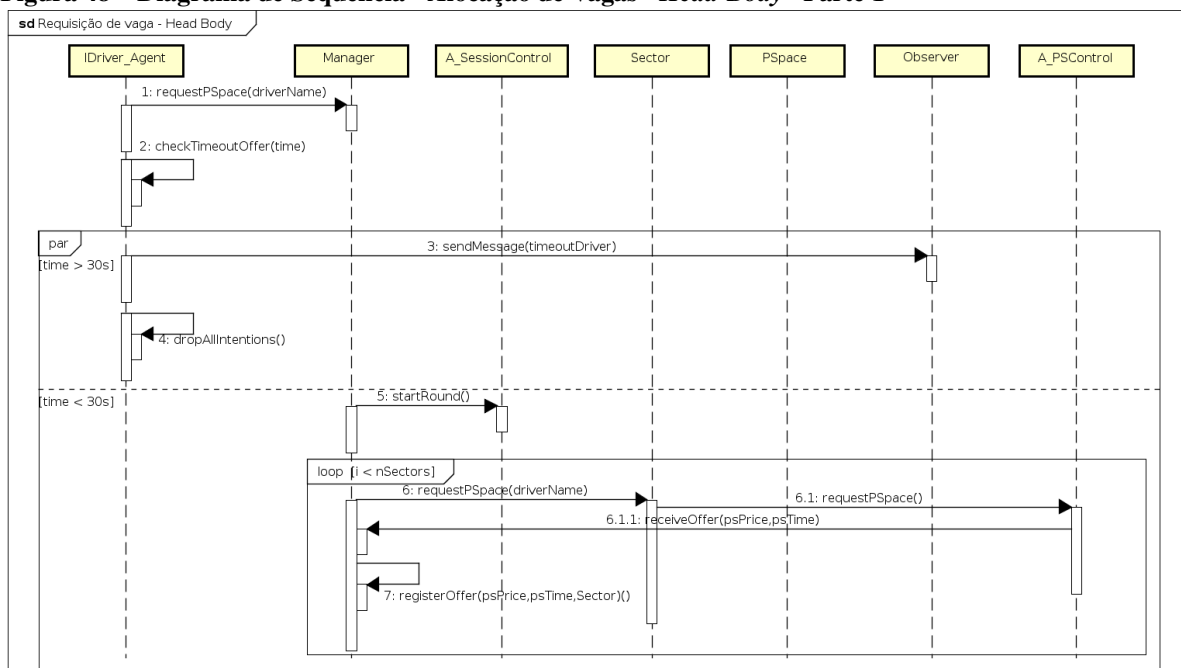 Figura 48 - Diagrama de Sequência - Alocação de Vagas - Head Body - Parte 1
sd Requisição de vaga - Head Body
IDriver_Agent
Manager
A_SessionControl
Sector
PSpace
Observer
A_PSControl
1: requestPSpace(driverName)
2: checkTimeoutOffer(time)
par
3: sendMessage(timeoutDriver)
[time > 30s]
4: dropAllIntentions()
[time < 30s]
5: startRound()
loop [i < nSectors]
6: requestPSpace(driverName)
6.1: requestPSpace()
6.1.1: receiveOffer(psPrice,psTime)
7: registerOffer(psPrice,psTime,Sector)()